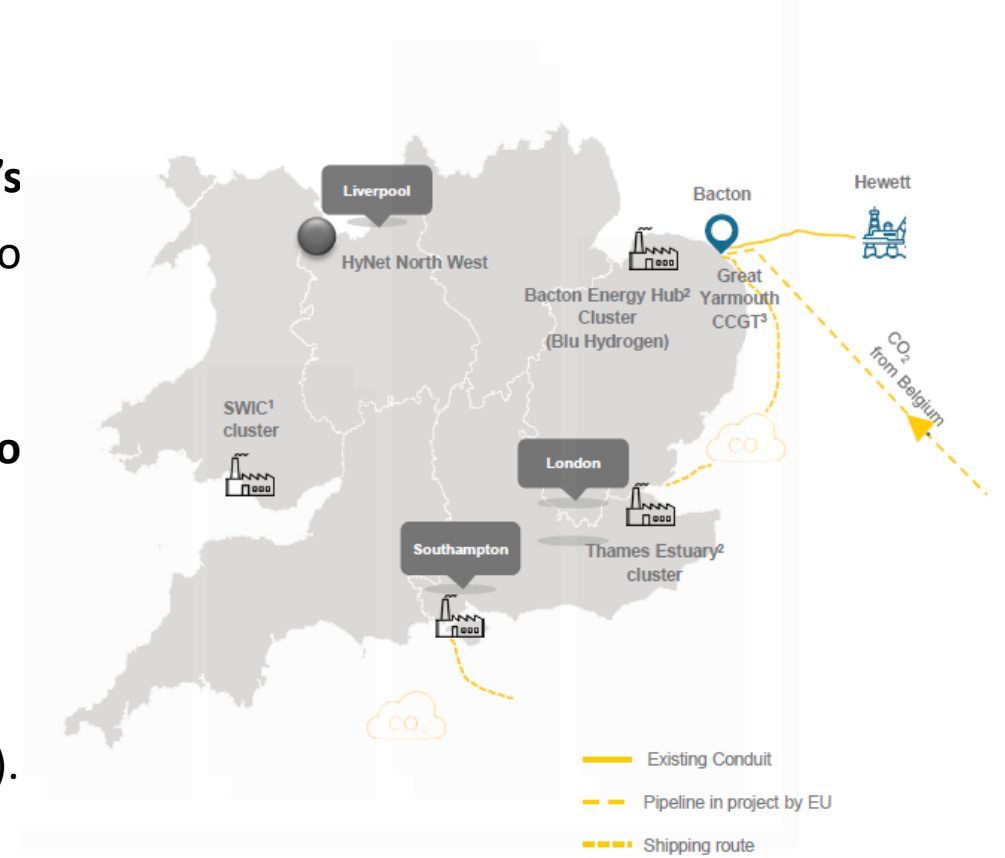 's
o
o
).
Liverpool
HyNet North West
Bacton
Hewett
Great
Yarmouth
CCGT³
Bacton Energy Hub²
Cluster
(Blu Hydrogen)
CO₂
from Belgium
SWIC¹
cluster
CO₂
London
Southampton
Thames Estuary²
cluster
CO₂
Existing Conduit
Pipeline in project by EU
Shipping route